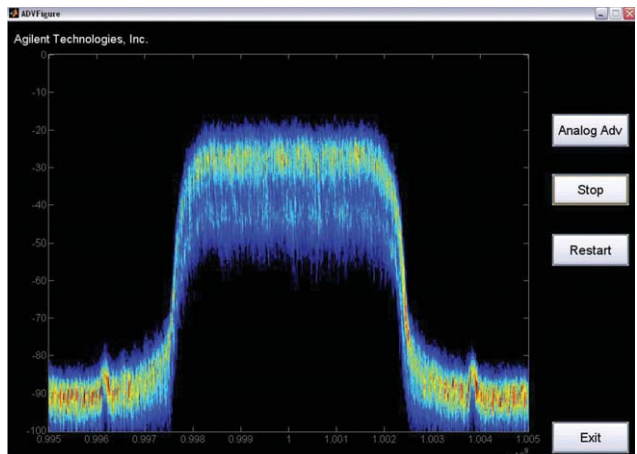 ADVFigure
Agilent Technologies, Inc.
0
-10
-20
-30
-40
-50
-60
-70
-80
-90
-100
0.995 0.996 0.997 0.998 0.999 1 1.001 1.002 1.003 1.004 1.005
Analog Adv
Stop
Restart
Exit